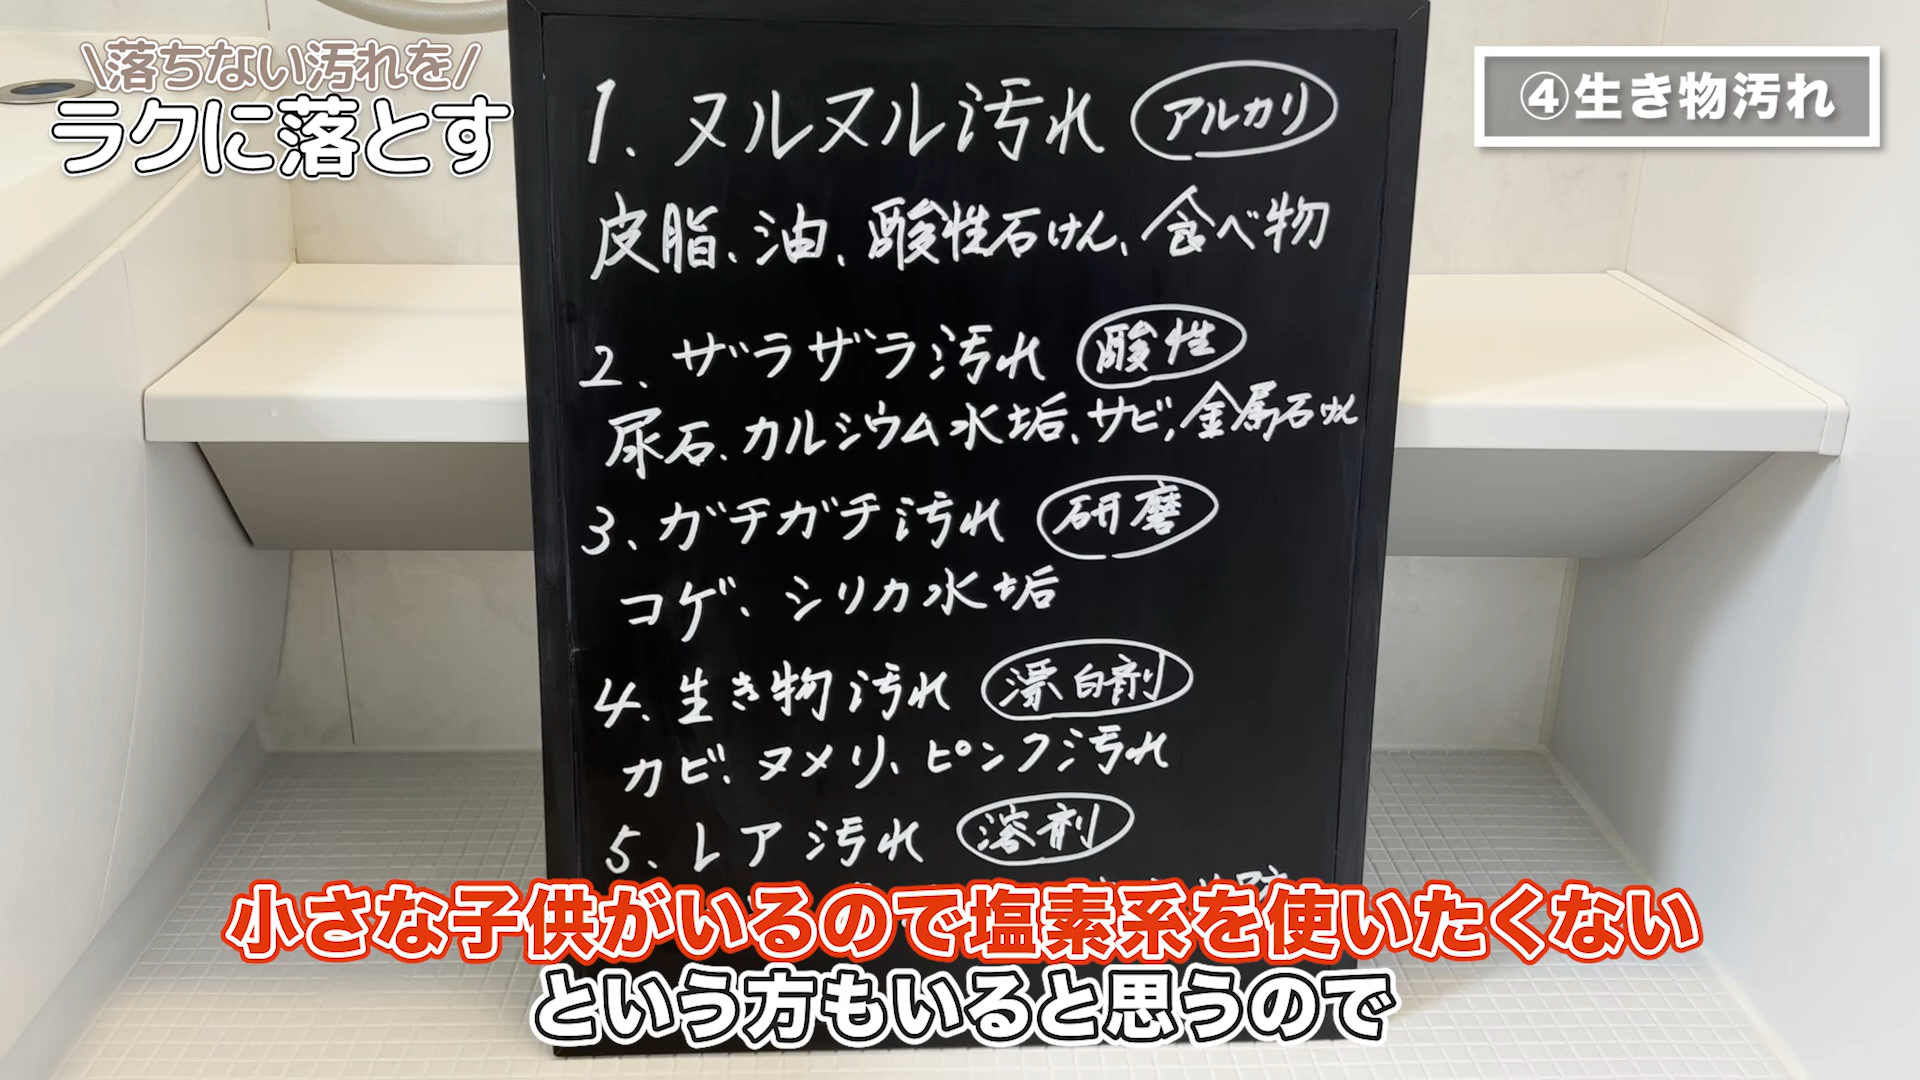 \落ちない汚れを/
ラクに落とす
④生き物汚れ
1. ヌルヌル汚れ アルカリ
皮脂、油、酸性石けん、食べ物
2. ザラザラ汚れ 酸性
尿石、カルシウム水垢、サビ、金属石けん
3. ガチガチ汚れ 研磨
コゲ、シリカ水垢
4. 生き物汚れ 漂白剤
カビ、ヌメリ、ピンク汚れ
5. レア汚れ 溶剤
小さな子供がいるので塩素系を使いたくない
という方もいると思うので